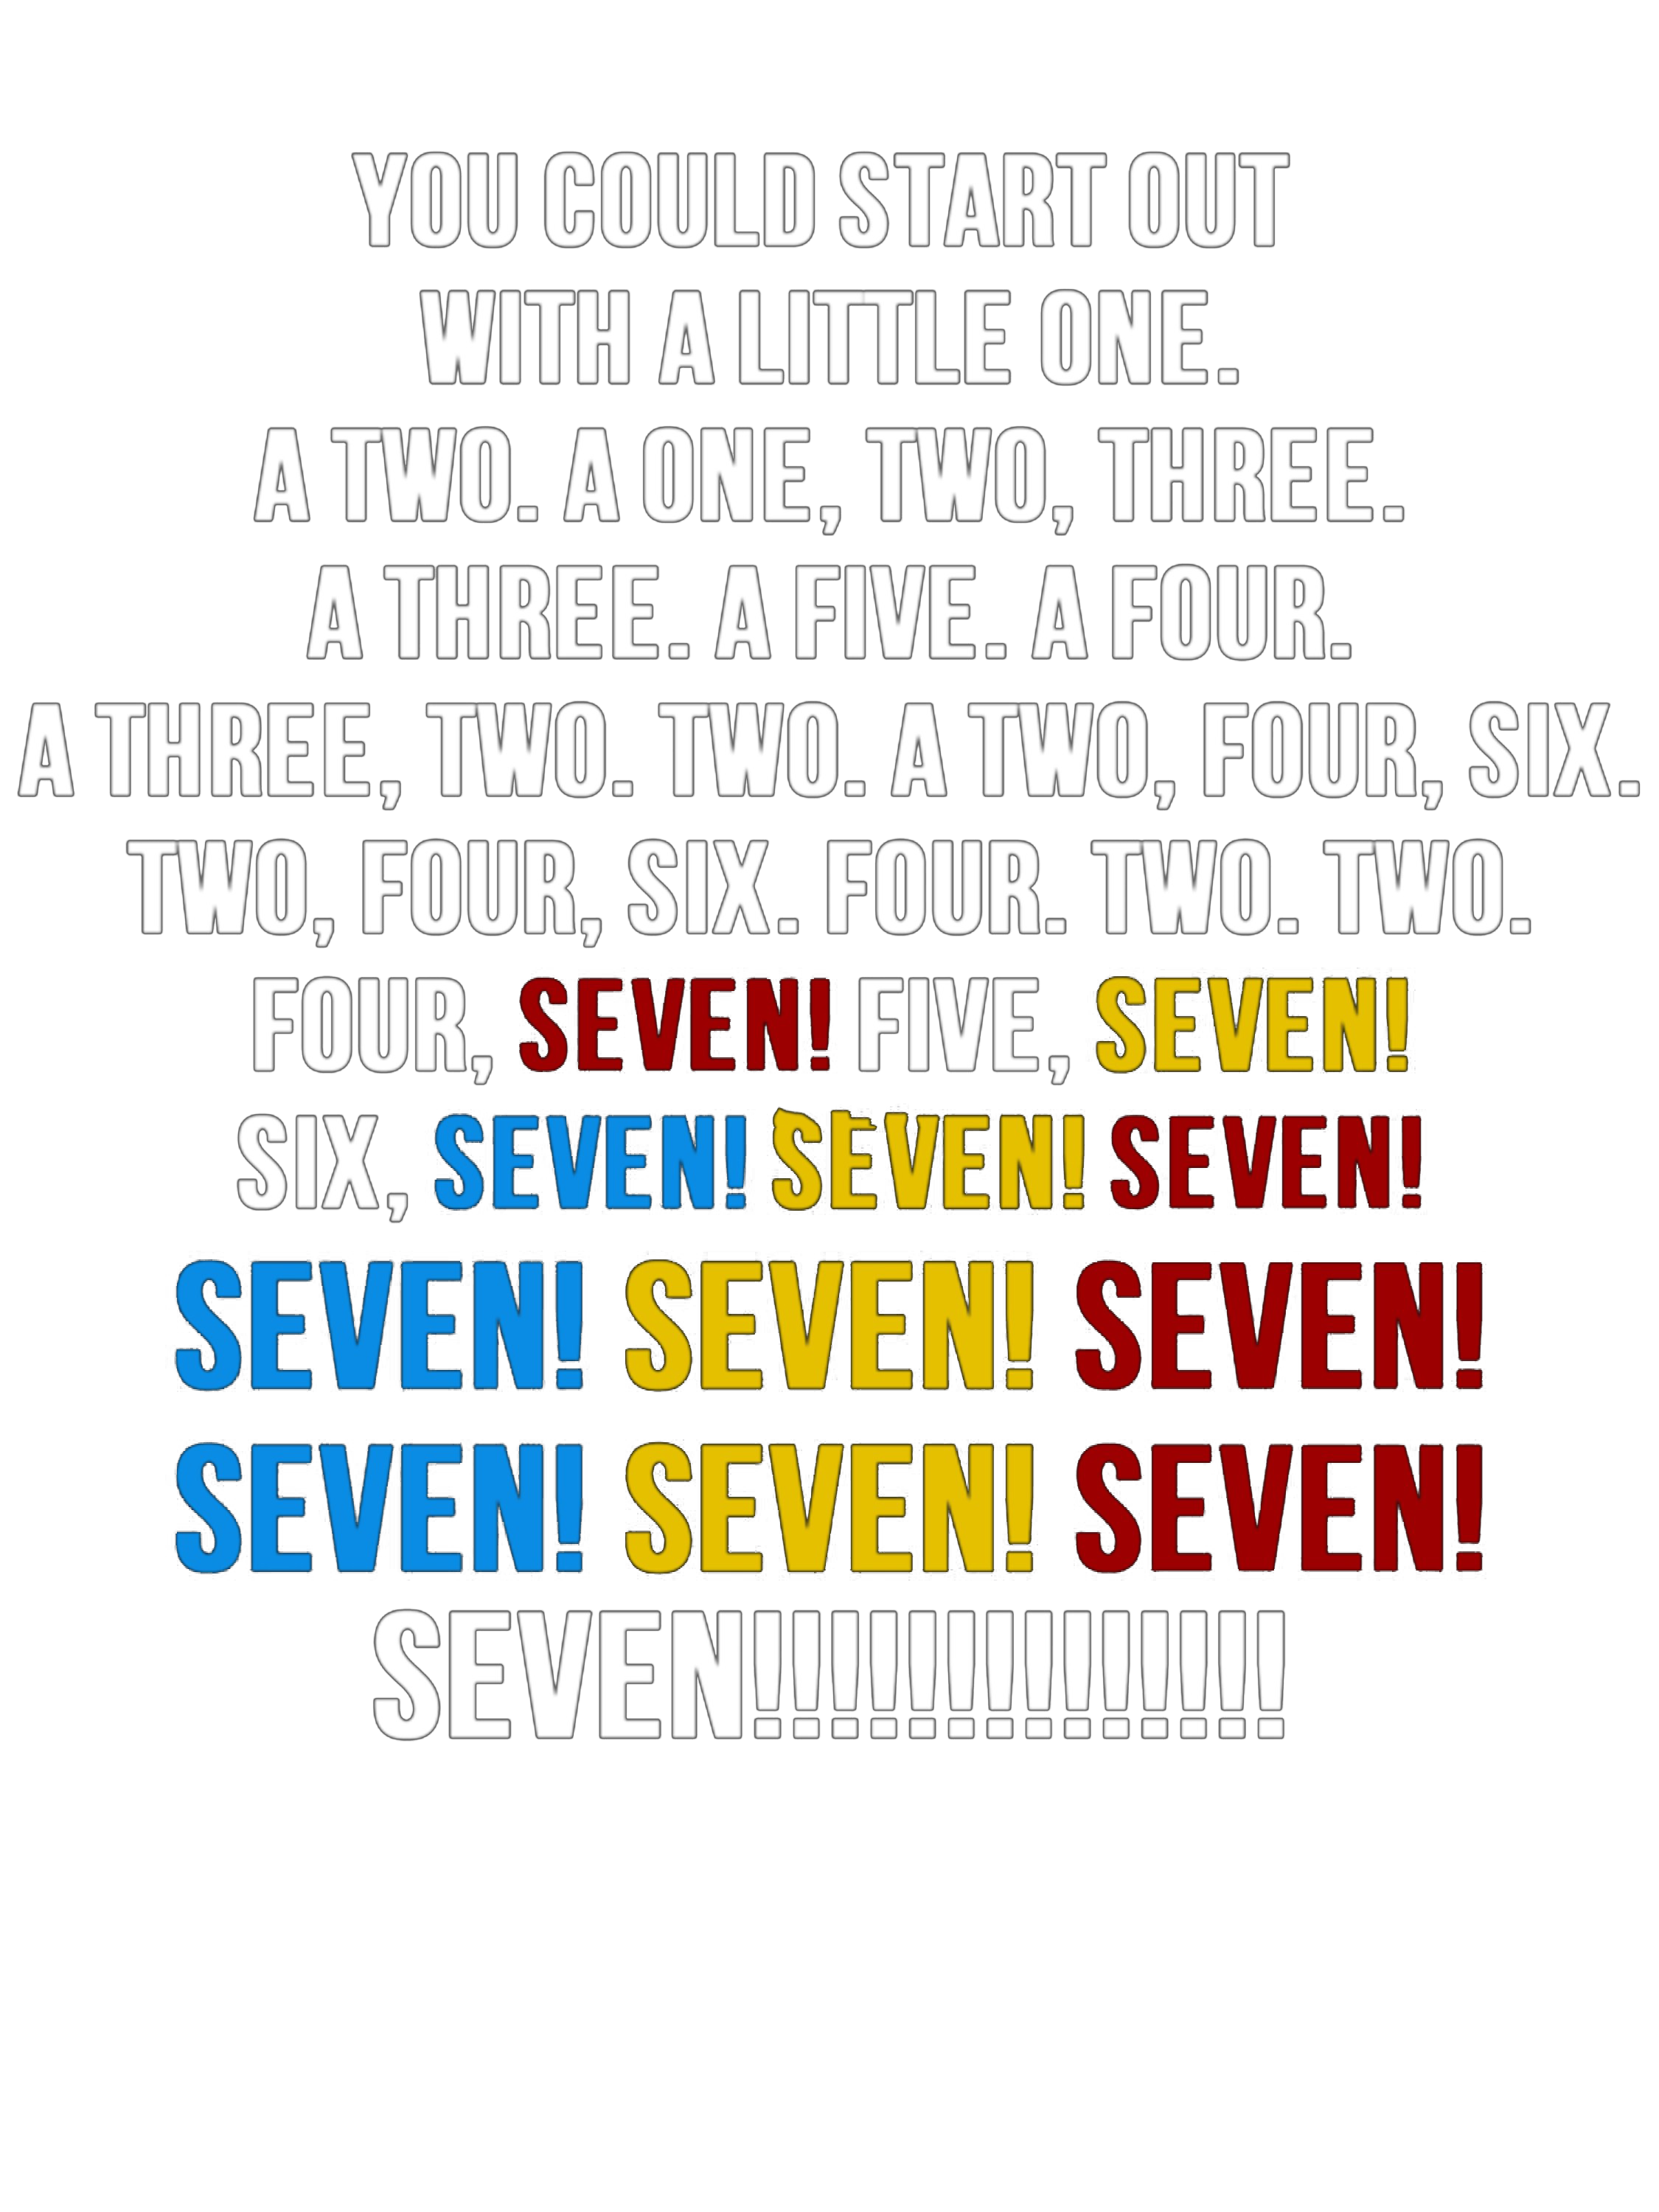 YOU COULD START OUT
WITH A LITTLE ONE.
A TWO. A ONE, TWO, THREE.
A THREE. A FIVE. A FOUR.
A THREE, TWO. TWO. A TWO, FOUR, SIX.
TWO, FOUR, SIX. FOUR. TWO. TWO.
FOUR, SEVEN! FIVE, SEVEN!
SIX, SEVEN! SEVEN! SEVEN!
SEVEN! SEVEN! SEVEN!
SEVEN! SEVEN! SEVEN!
SEVEN!!!!!!!!!!!!!!